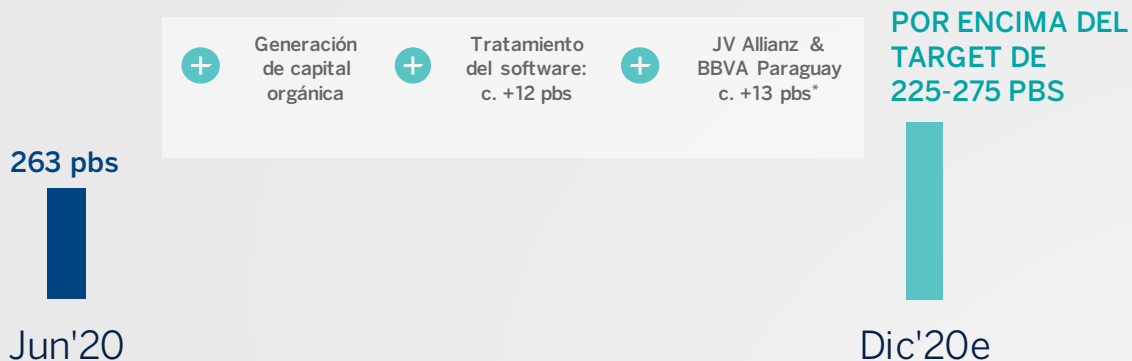 Generación
de capital
orgánica
Tratamiento
del software:
c. +12 pbs
JV Allianz &
BBVA Paraguay
c. +13 pbs*
POR ENCIMA DEL
TARGET DE
225-275 PBS
263 pbs
Jun'20
Dic'20e